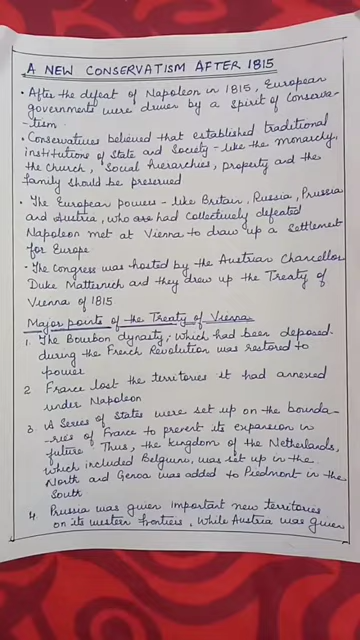 A NEW CONSERVATISM AFTER 1815
• After the defeat of Napoleon in 1815, European
governments were driven by a spirit of Conserva-
-tism
• Conservatives believed that established traditional
institutions of State and Society - like the monarchy,
the church, Social hierarchies, property and the
family should be preserved
• The European powers - like Britain, Russia, Prussia
and Austria, who are had collectively defeated
Napoleon met at Vienna to draw up a Settlement
for Europe
• The Congress was hosted by the Austrian Chancellor
Duke Matternich and they drew up the Treaty of
Vienna of 1815
Major points of the Treaty of Vienna
1. The Bourbon dynasty, which had been deposed
during the French Revolution was restored to
power
2 France lost the territories it had annexed
under Napoleon
3 A Series of States were set up on the bounda-
-ries of France to prevent its expansion in
future. Thus, the kingdom of the Netherlands,
which included Belguim, was set up in the
North and Genoa was added to Piedmont in the
South
4 Prussia was given important new territories
on its western frontiers, while Austria was given